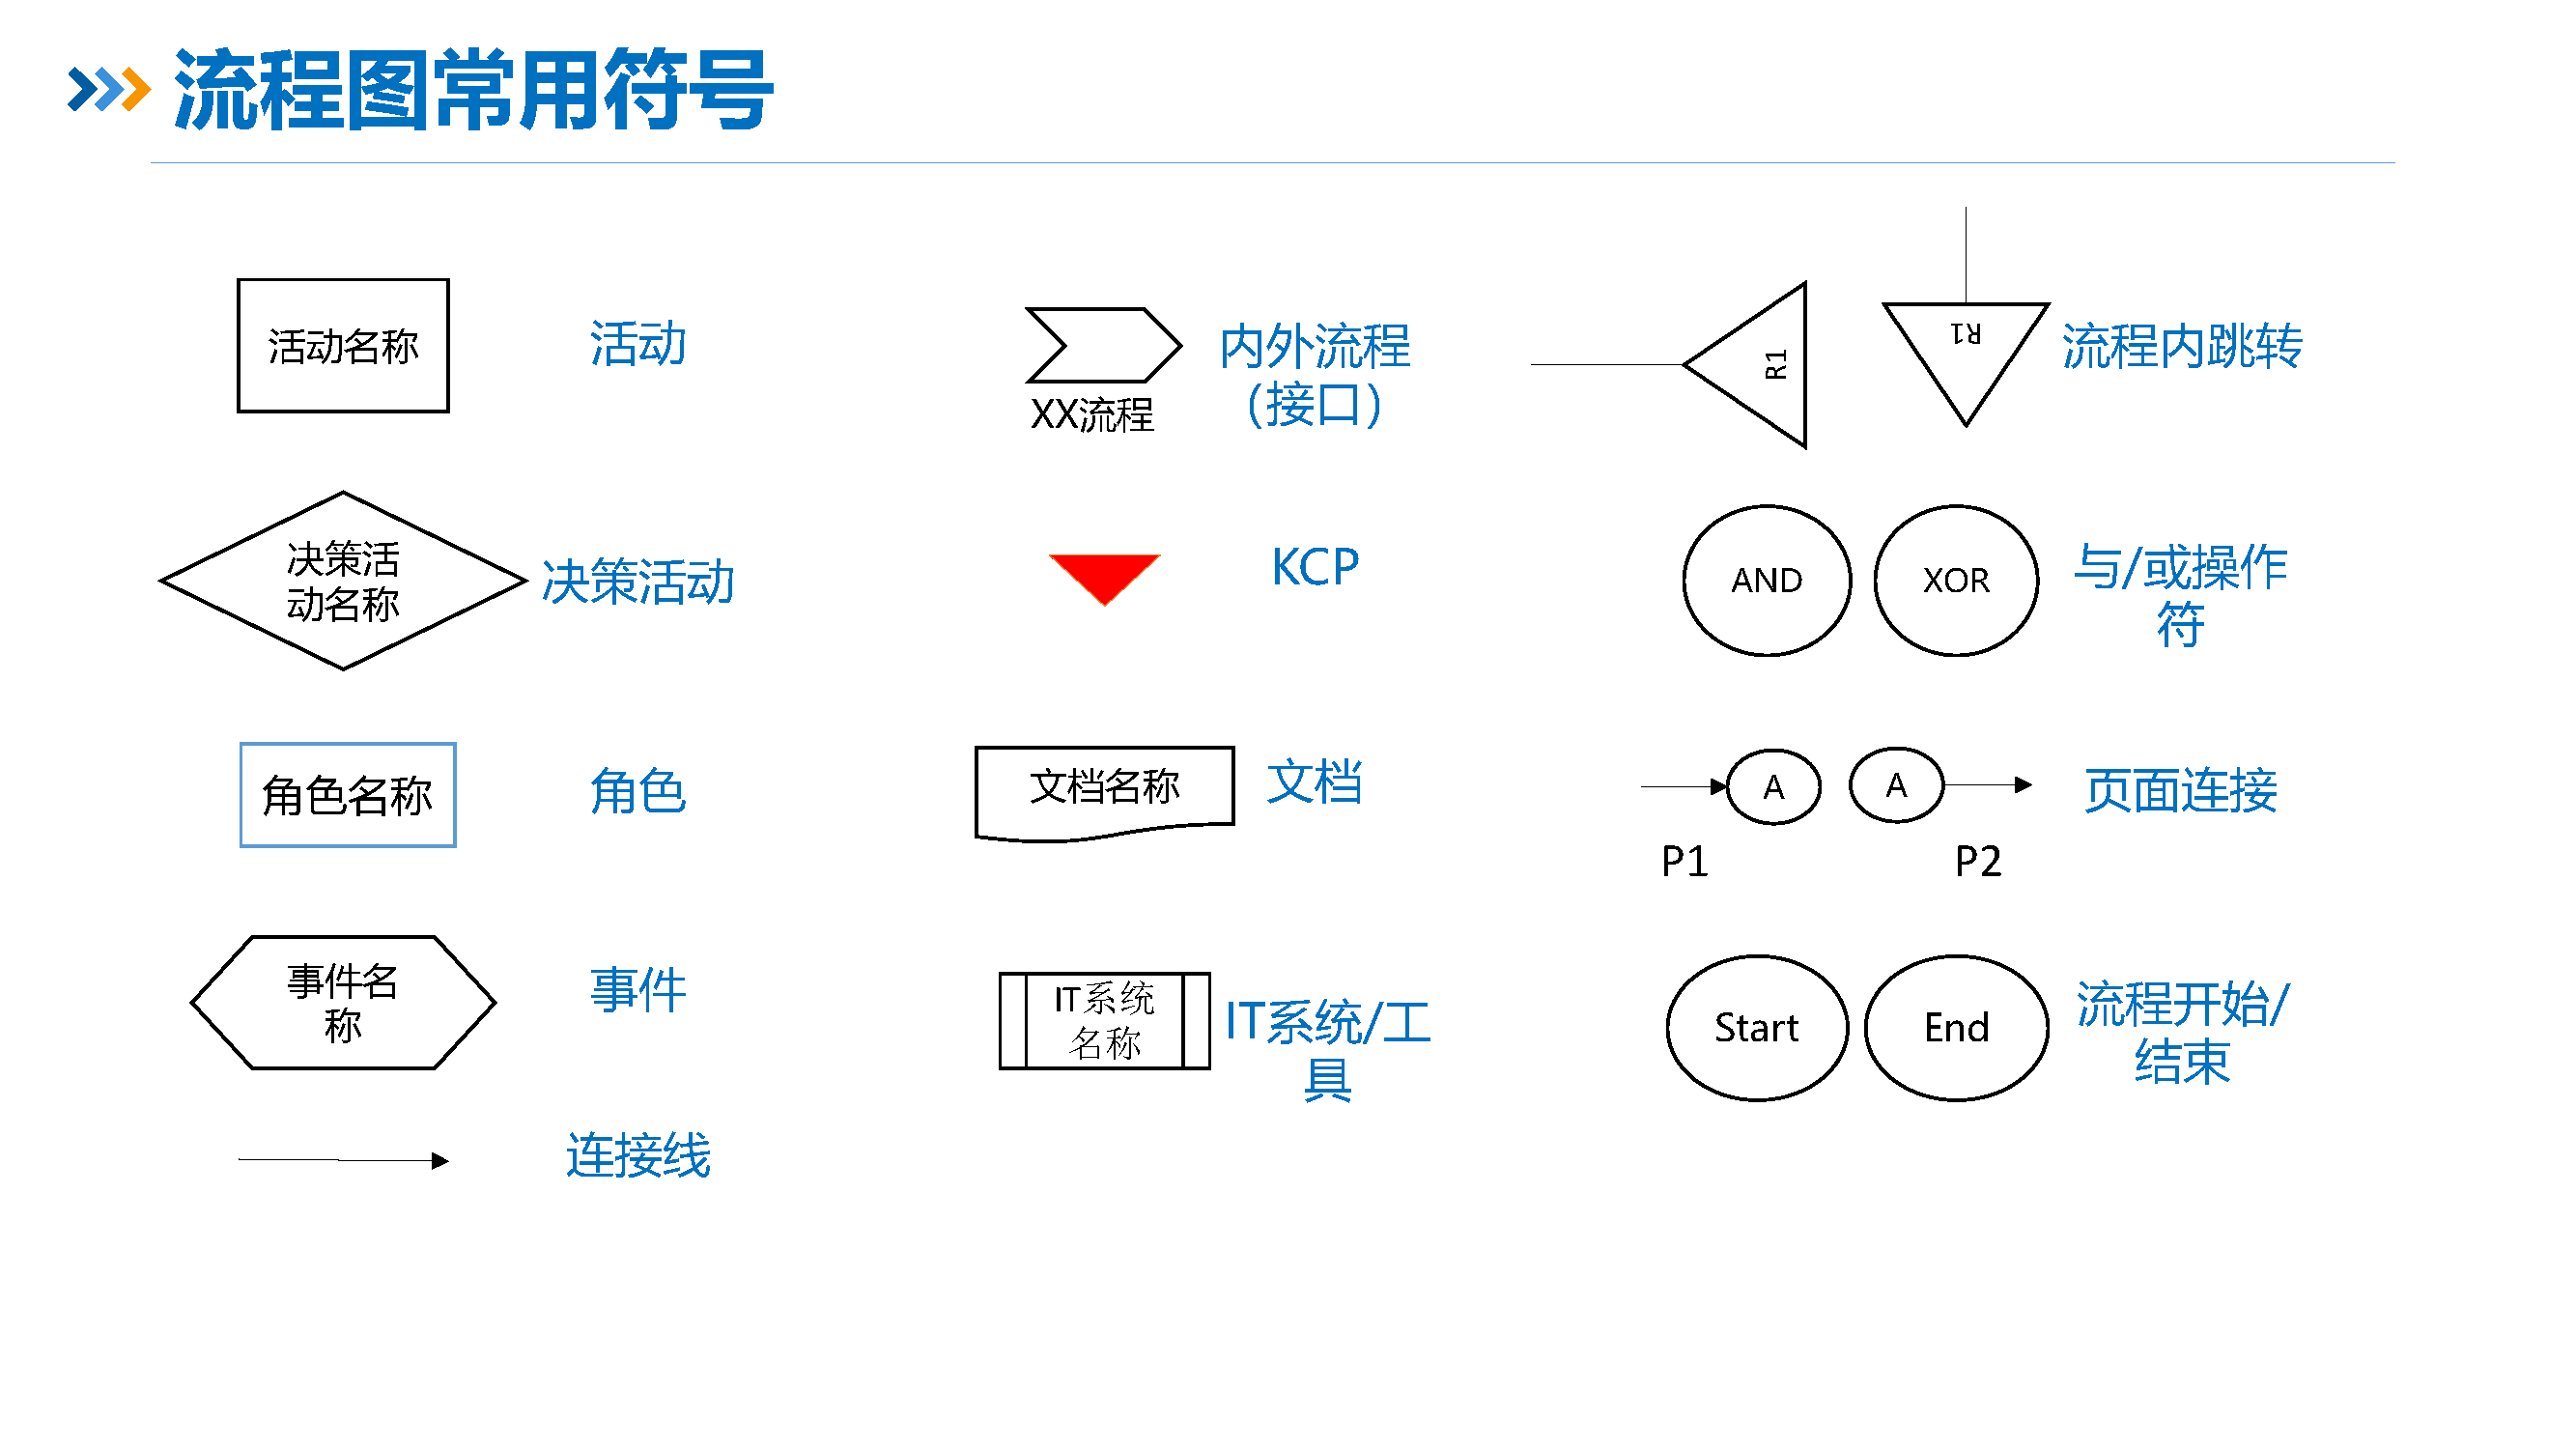 流程图常用符号
活动名称
活动
XX流程
内外流程
（接口）
R1
R1
流程内跳转
决策活
动名称
决策活动
KCP
AND
XOR
与/或操作
符
角色名称
角色
文档名称
文档
A
A
P1
P2
页面连接
事件名
称
事件
IT系统
名称
IT系统/工
具
Start
End
流程开始/
结束
连接线